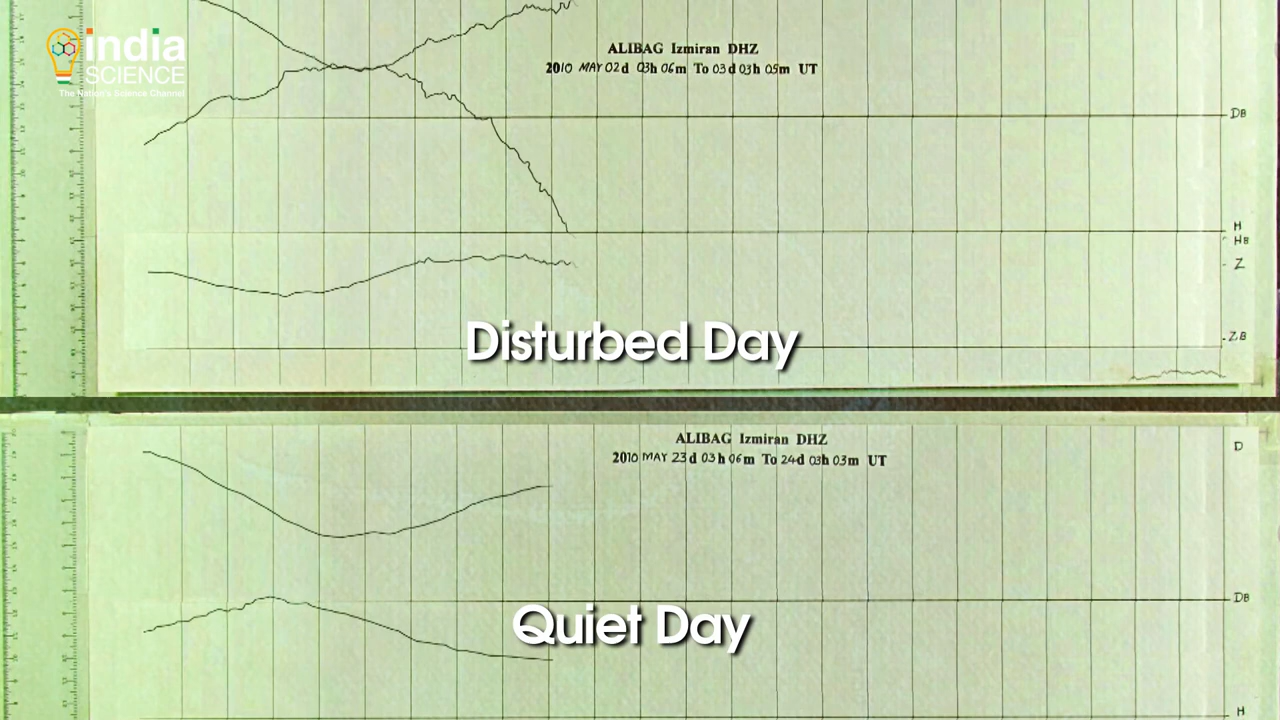 india
SCIENCE
The Nation's Science Channel
ALIBAG Izmiran DHZ
2010 MAY 02d 03h 06m To 03d 03h 05m UT
DB
H
HB
Z
Disturbed Day
ZB
ALIBAG Izmiran DHZ
2010 MAY 23d 03h 06m To 24d 03h 03m UT
D
DB
Quiet Day
H